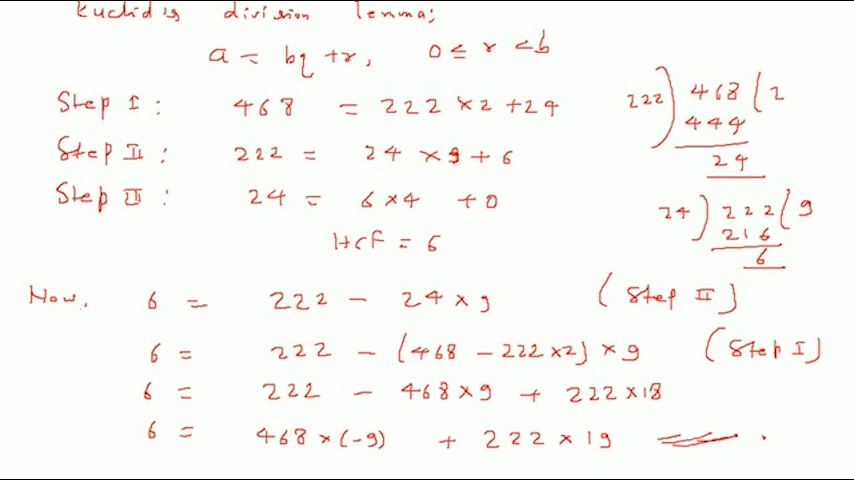 Euclid's division lemma;
a = bq + r, 0 ≤ r < b
Step I : 468 = 222 × 2 + 24
Step II : 222 = 24 × 9 + 6
Step III : 24 = 6 × 4 + 0
HCF = 6
222 ) 468 ( 2
444
24
24 ) 222 ( 9
216
6
Now, 6 = 222 - 24 × 9 (Step II)
6 = 222 - (468 - 222 × 2) × 9 (Step I)
6 = 222 - 468 × 9 + 222 × 18
6 = 468 × (-9) + 222 × 19